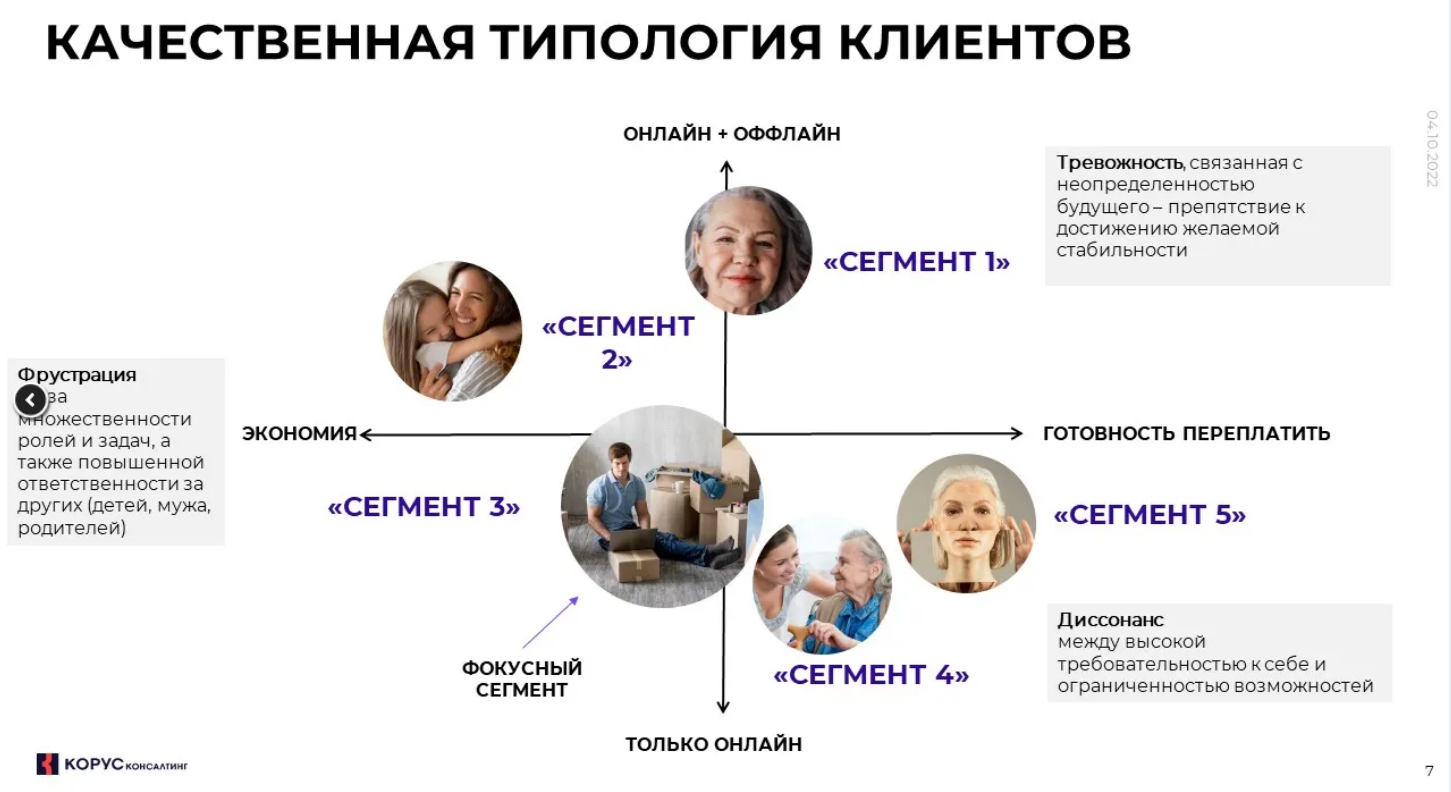 КАЧЕСТВЕННАЯ ТИПОЛОГИЯ КЛИЕНТОВ
04.10.2022
ОНЛАЙН + ОФФЛАЙН
Тревожность, связанная с
неопределенностью
будущего – препятствие к
достижению желаемой
стабильности
«СЕГМЕНТ 1»
«СЕГМЕНТ
2»
Фрустрация
за
множественности
ролей и задач, а
также повышенной
ответственности за
других (детей, мужа,
родителей)
ЭКОНОМИЯ
ГОТОВНОСТЬ ПЕРЕПЛАТИТЬ
«СЕГМЕНТ 3»
«СЕГМЕНТ 5»
ФОКУСНЫЙ
СЕГМЕНТ
«СЕГМЕНТ 4»
Диссонанс
между высокой
требовательностью к себе и
ограниченностью возможностей
ТОЛЬКО ОНЛАЙН
КОРУС КОНСАЛТИНГ
7